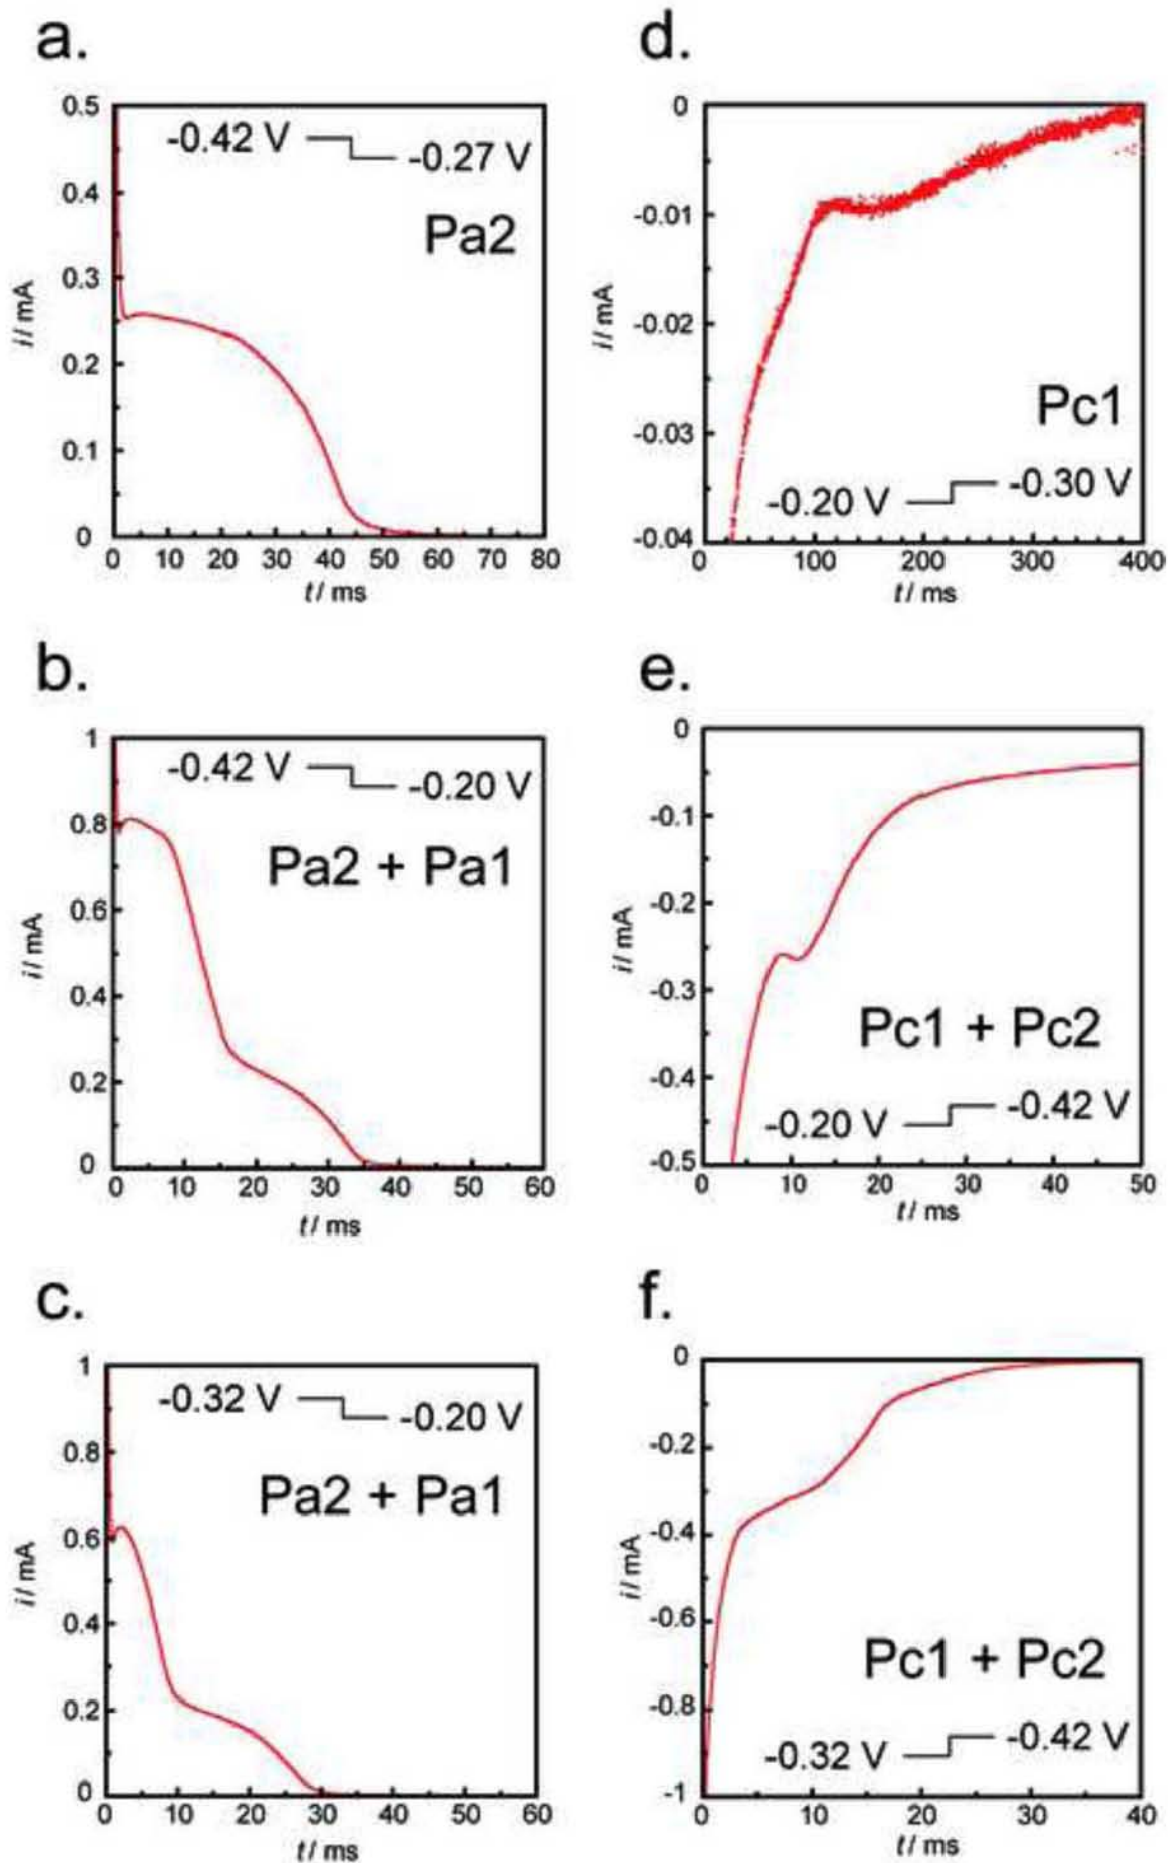 a.
0.5
0.4
0.3
0.2
0.1
0
i / mA
-0.42 V
-0.27 V
Pa2
0 10 20 30 40 50 60 70 80
t / ms
d.
0
-0.01
-0.02
-0.03
-0.04
i / mA
Pc1
-0.20 V
-0.30 V
0 100 200 300 400
t / ms
b.
1
0.8
0.6
0.4
0.2
0
i / mA
-0.42 V
-0.20 V
Pa2 + Pa1
0 10 20 30 40 50 60
t / ms
e.
0
-0.1
-0.2
-0.3
-0.4
-0.5
i / mA
Pc1 + Pc2
-0.20 V
-0.42 V
0 10 20 30 40 50
t / ms
c.
1
0.8
0.6
0.4
0.2
0
i / mA
-0.32 V
-0.20 V
Pa2 + Pa1
0 10 20 30 40 50 60
t / ms
f.
0
-0.2
-0.4
-0.6
-0.8
-1
i / mA
Pc1 + Pc2
-0.32 V
-0.42 V
0 10 20 30 40
t / ms